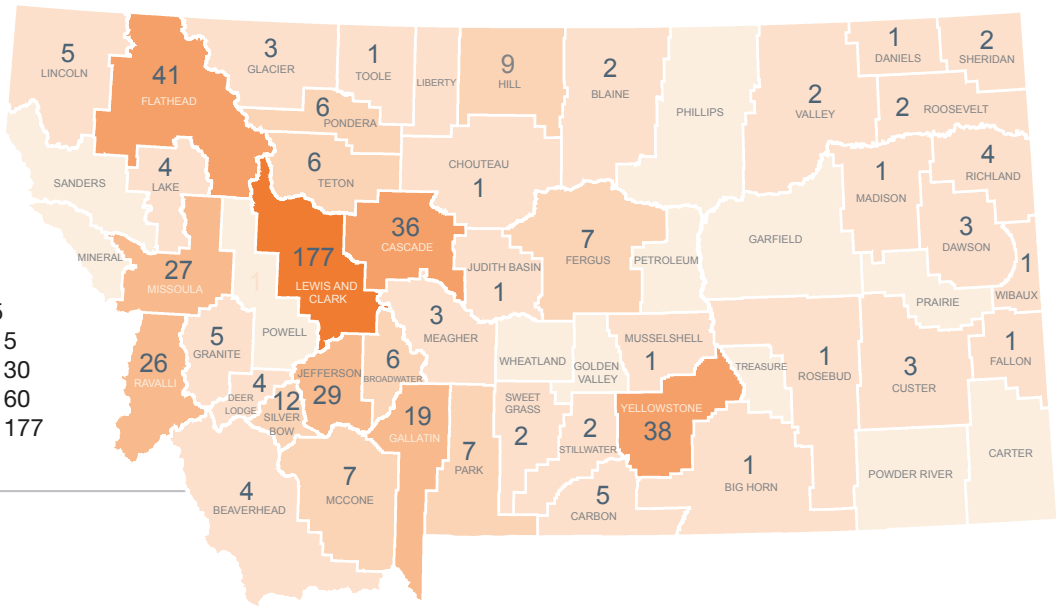 5
LINCOLN
41
FLATHEAD
3
GLACIER
1
TOOLE
LIBERTY
9
HILL
2
BLAINE
PHILLIPS
2
VALLEY
1
DANIELS
2
SHERIDAN
2 ROOSEVELT
6
PONDERA
6
TETON
CHOUTEAU
1
SANDERS
4
LAKE
1
MADISON
4
RICHLAND
MINERAL
27
MISSOULA
1
POWELL
177
LEWIS AND
CLARK
36
CASCADE
JUDITH BASIN
1
7
FERGUS
PETROLEUM
GARFIELD
3
DAWSON
1
WIBAUX
PRAIRIE
5
5
30
60
177
26
RAVALLI
5
GRANITE
4
DEER
LODGE
12
SILVER
BOW
JEFFERSON
29
6
BROADWATER
3
MEAGHER
WHEATLAND
GOLDEN
VALLEY
MUSSELSHELL
1
TREASURE
1
ROSEBUD
3
CUSTER
1
FALLON
19
GALLATIN
7
PARK
SWEET
GRASS
2
2
STILLWATER
YELLOWSTONE
38
1
BIG HORN
POWDER RIVER
CARTER
4
BEAVERHEAD
7
MCCONE
5
CARBON